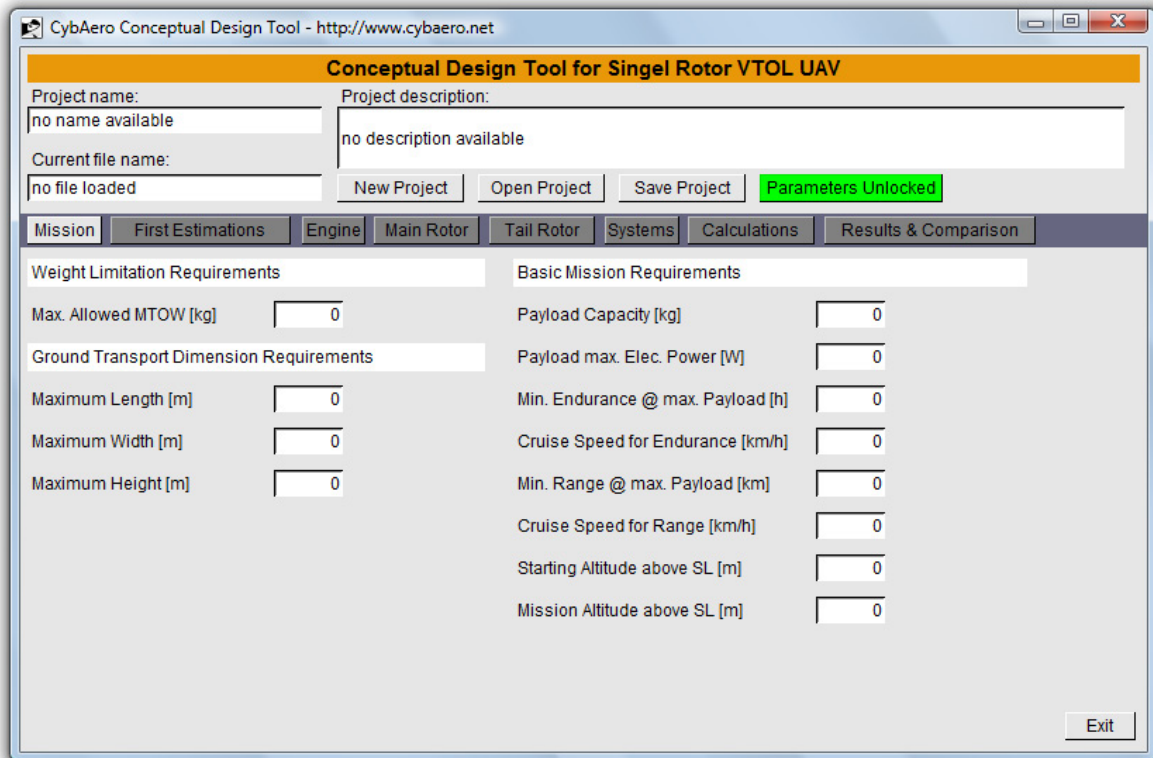 CybAero Conceptual Design Tool - http://www.cybaero.net
Conceptual Design Tool for Singel Rotor VTOL UAV
Project name:
Project description:
no name available
no description available
Current file name:
no file loaded
New Project
Open Project
Save Project
Parameters Unlocked
Mission
First Estimations
Engine
Main Rotor
Tail Rotor
Systems
Calculations
Results & Comparison
Weight Limitation Requirements
Max. Allowed MTOW [kg] 0
Ground Transport Dimension Requirements
Maximum Length [m] 0
Maximum Width [m] 0
Maximum Height [m] 0
Basic Mission Requirements
Payload Capacity [kg] 0
Payload max. Elec. Power [W] 0
Min. Endurance @ max. Payload [h] 0
Cruise Speed for Endurance [km/h] 0
Min. Range @ max. Payload [km] 0
Cruise Speed for Range [km/h] 0
Starting Altitude above SL [m] 0
Mission Altitude above SL [m] 0
Exit